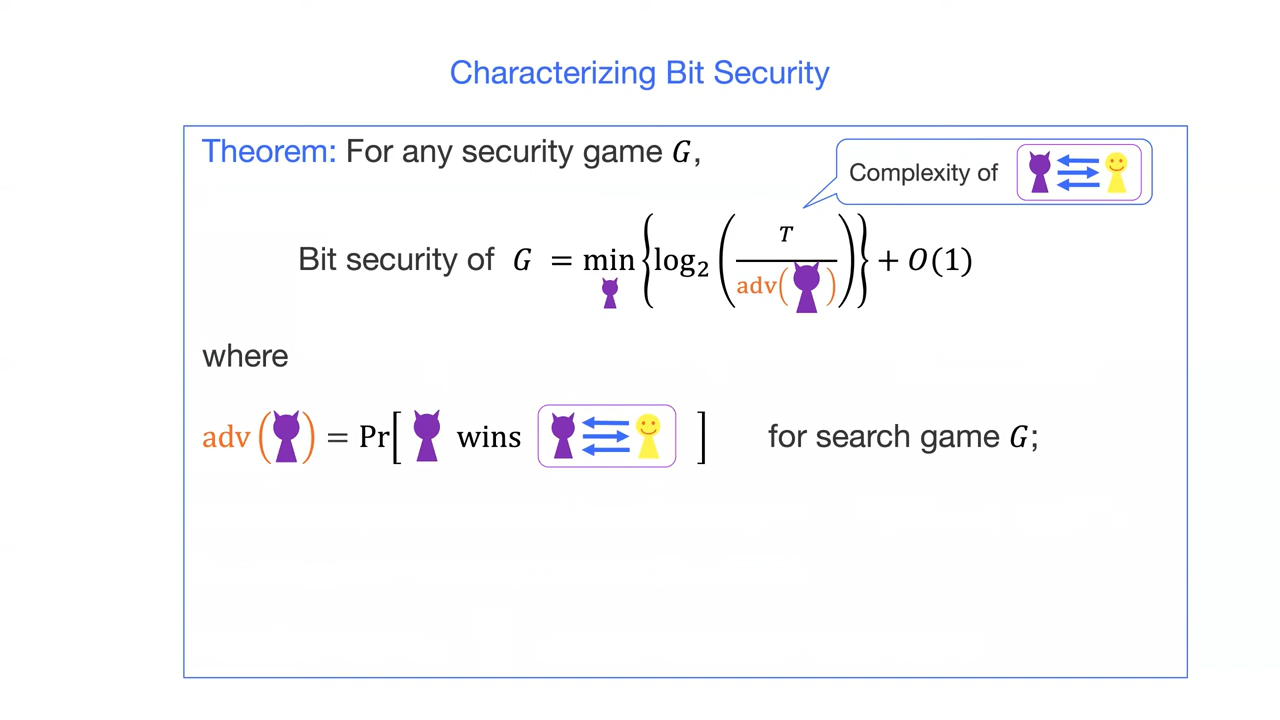 Characterizing Bit Security
Theorem: For any security game G,
Complexity of
Bit security of G = min {log₂ (T / adv( ))} + O(1)
where
adv( ) = Pr[ wins ] for search game G;